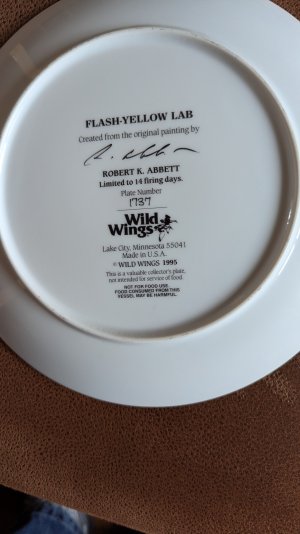 FLASH-YELLOW LAB
Created from the original painting by
R. Abbett
ROBERT K. ABBETT
Limited to 14 firing days.
Plate Number
1737
Wild
Wings
Lake City, Minnesota 55041
Made in U.S.A.
© WILD WINGS 1995
This is a valuable collector's plate,
not intended for service of food.
NOT FOR FOOD USE.
FOOD CONSUMED FROM THIS
VESSEL MAY BE HARMFUL.